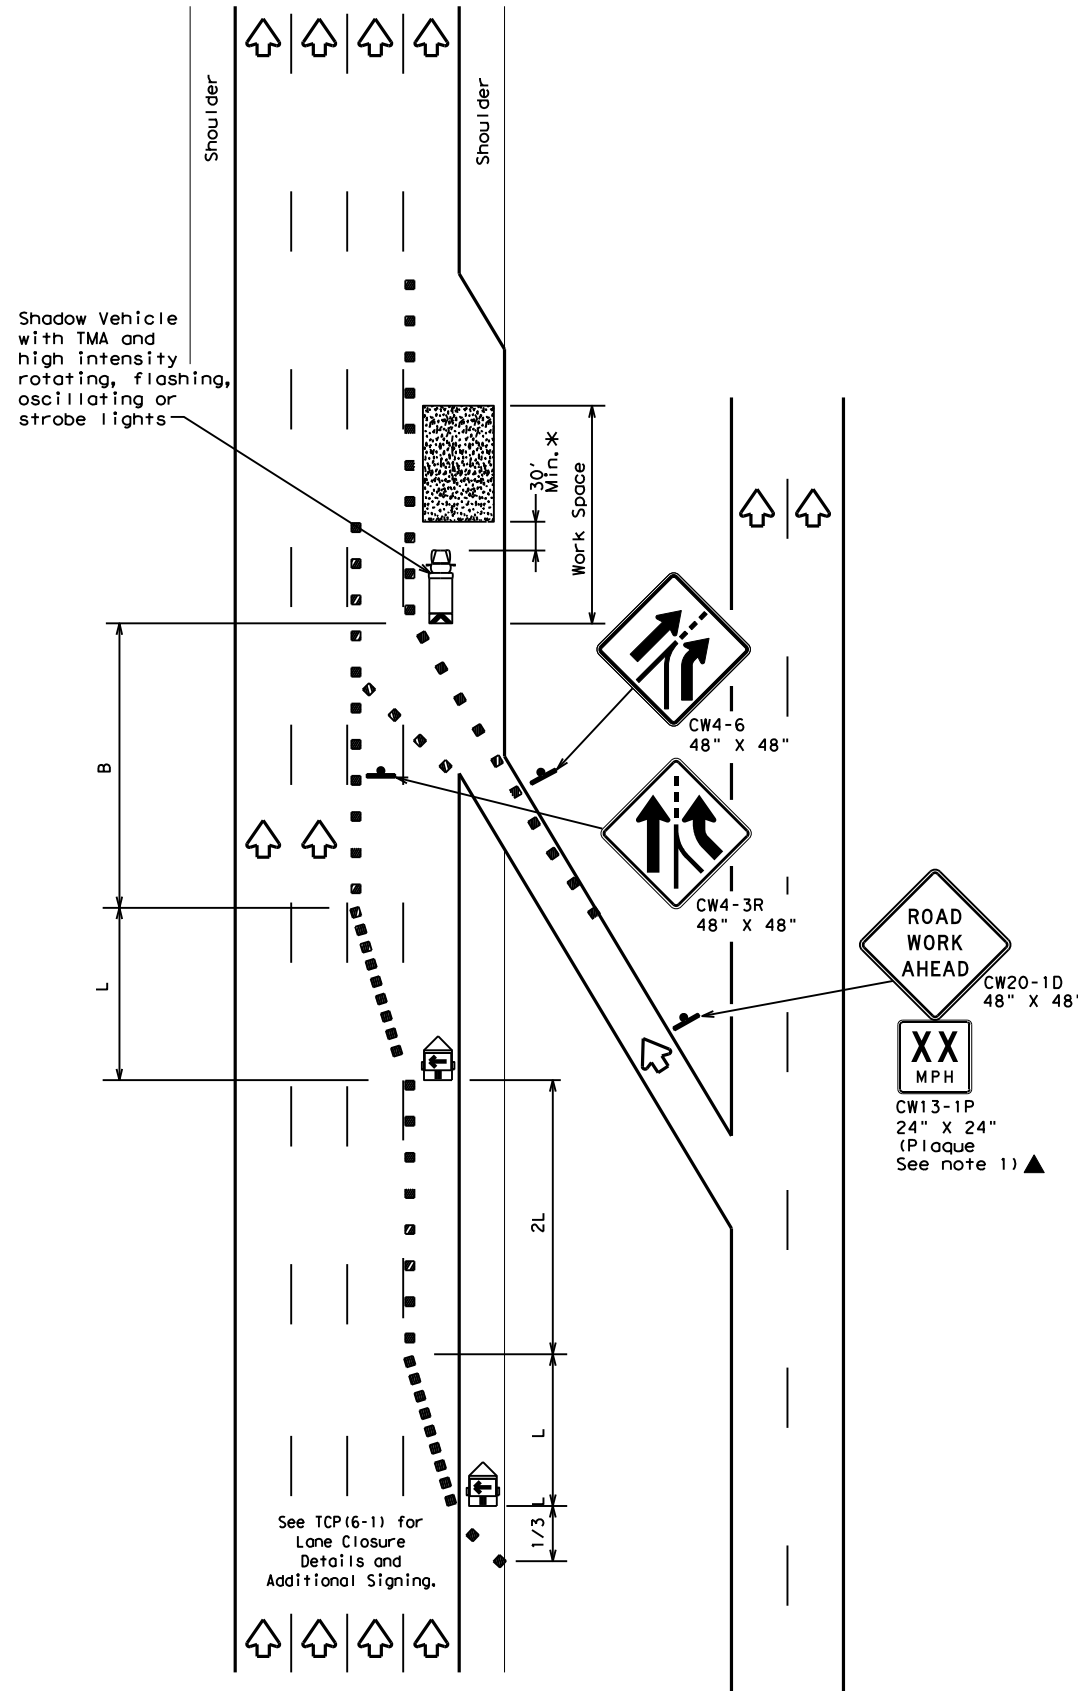 Shoulder
Shoulder
Shadow Vehicle
with TMA and
high intensity
rotating, flashing,
oscillating or
strobe lights
30'
Min.*
Work Space
CW4-6
48" X 48"
B
CW4-3R
48" X 48"
ROAD
WORK
AHEAD
CW20-1D
48" X 48"
L
XX
MPH
CW13-1P
24" X 24"
(Plaque
See note 1)▲
2L
L
1/3 L
See TCP(6-1) for
Lane Closure
Details and
Additional Signing.